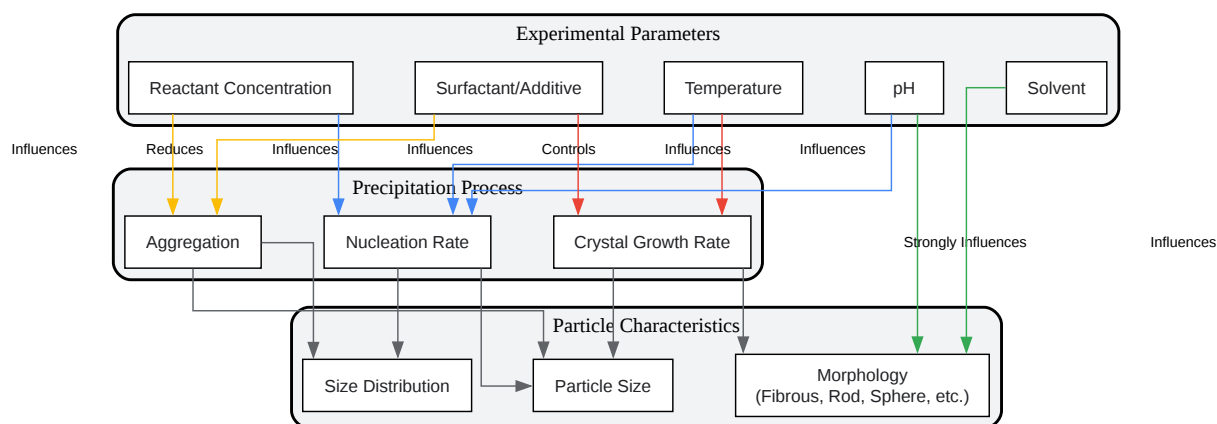 Experimental Parameters
Reactant Concentration
Surfactant/Additive
Temperature
pH
Solvent
Influences
Reduces
Influences
Influences
Controls
Influences
Influences
Precipitation Process
Aggregation
Nucleation Rate
Crystal Growth Rate
Strongly Influences
Influences
Particle Characteristics
Size Distribution
Particle Size
Morphology
(Fibrous, Rod, Sphere, etc.)